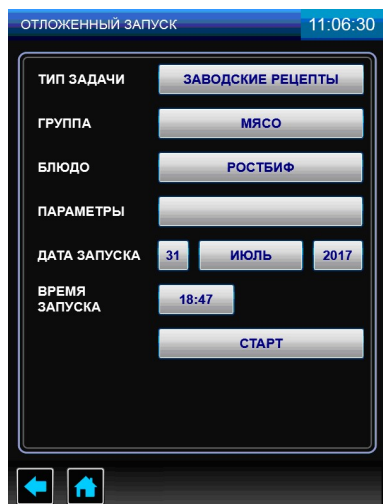 ОТЛОЖЕННЫЙ ЗАПУСК 11:06:30
ТИП ЗАДАЧИ ЗАВОДСКИЕ РЕЦЕПТЫ
ГРУППА МЯСО
БЛЮДО РОСТБИФ
ПАРАМЕТРЫ
ДАТА ЗАПУСКА 31 ИЮЛЬ 2017
ВРЕМЯ
ЗАПУСКА 18:47
СТАРТ